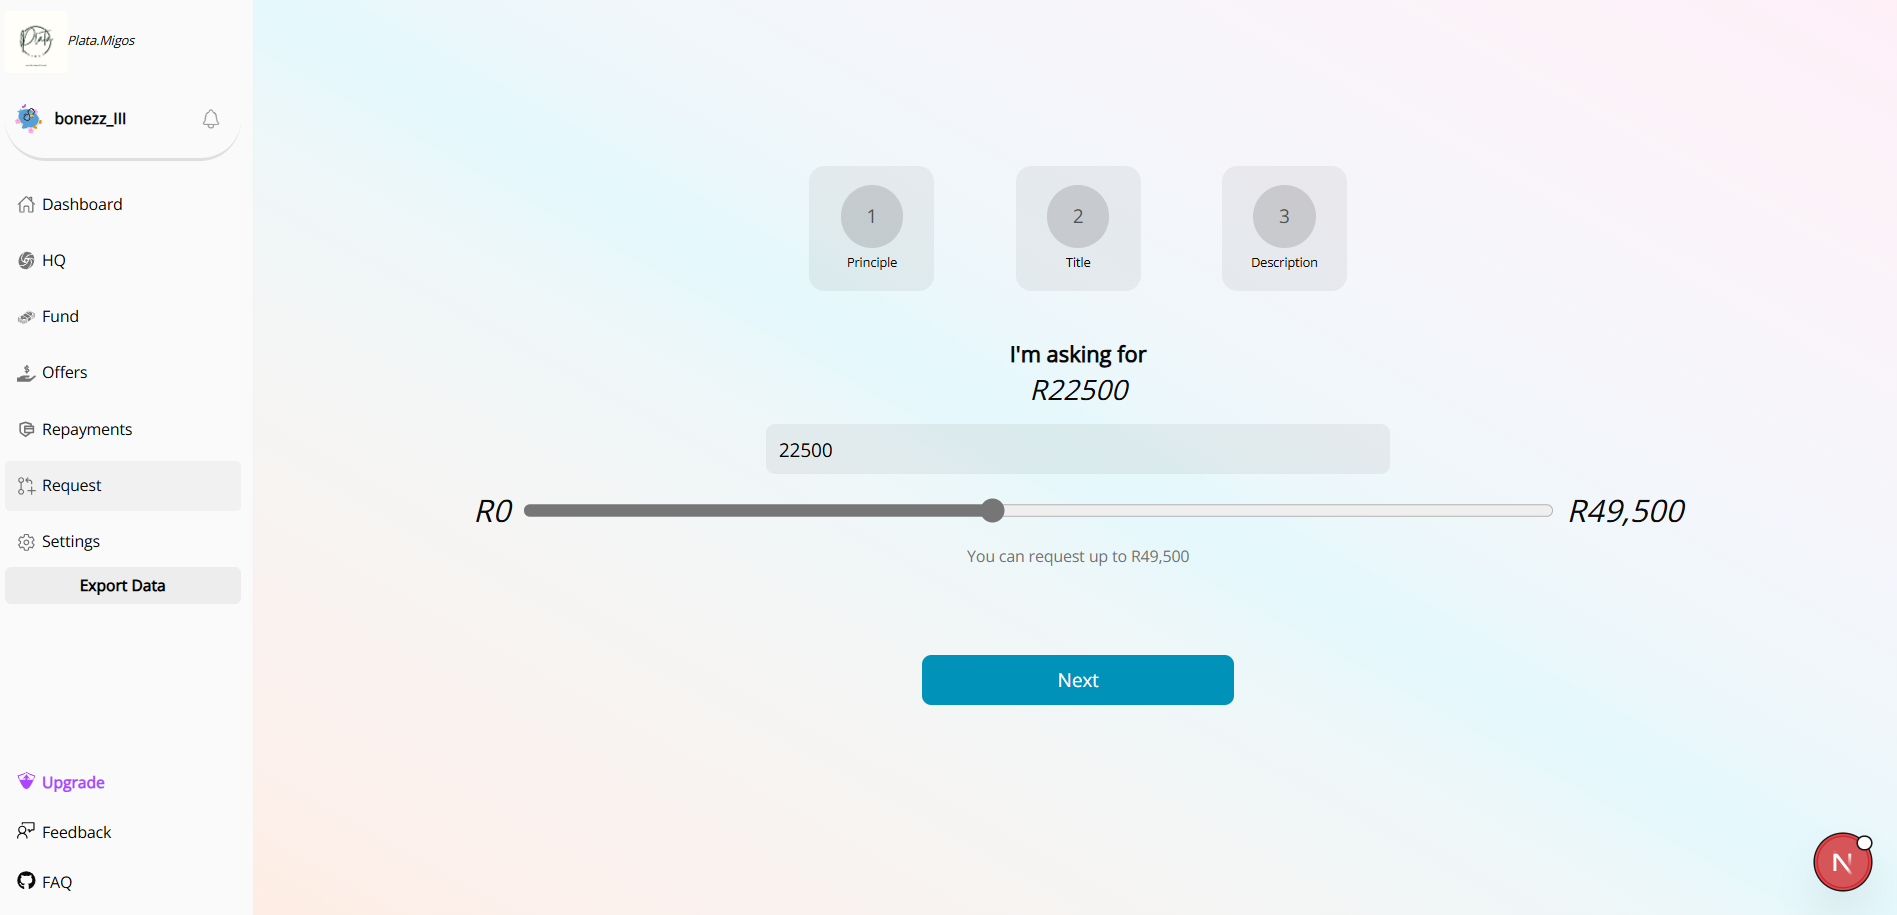 Plata
Plata.Migos
bonezz_III
Dashboard
HQ
Fund
Offers
Repayments
Request
Settings
Export Data
Upgrade
Feedback
FAQ
1
Principle
2
Title
3
Description
I'm asking for
R22500
22500
R0
R49,500
You can request up to R49,500
Next
N